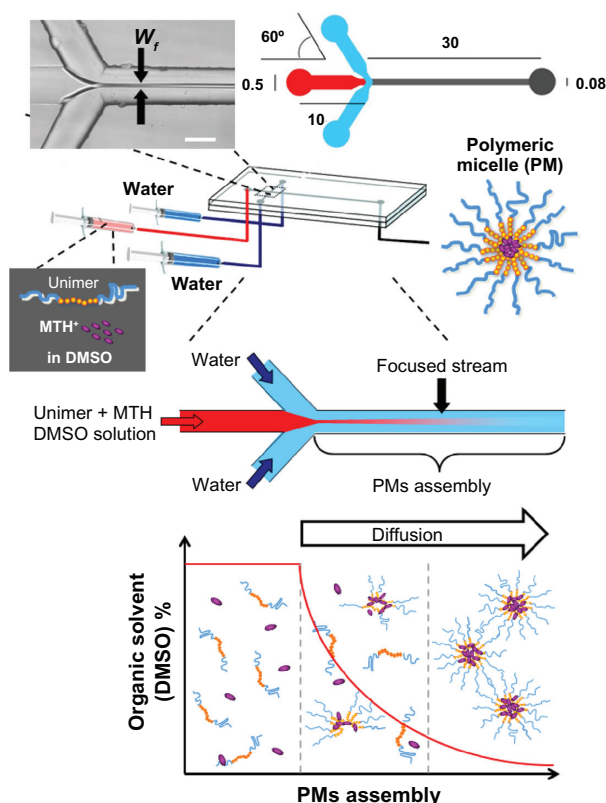 W_f
60º
30
0.5
0.08
10
Polymeric
micelle (PM)
Water
Water
Unimer
MTH⁺
in DMSO
Water
Focused stream
Unimer + MTH
DMSO solution
Water
PMs assembly
Diffusion
Organic solvent
(DMSO) %
PMs assembly